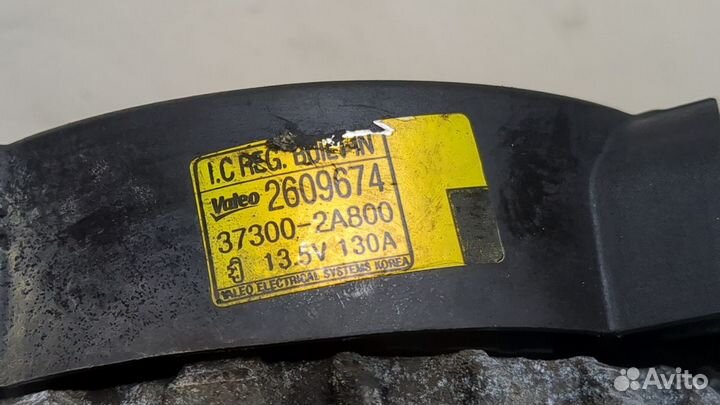 I.C REG. BUILT-IN
Valeo 2609674
37300-2A800
13.5V 130A
VALEO ELECTRICAL SYSTEMS KOREA
Avito